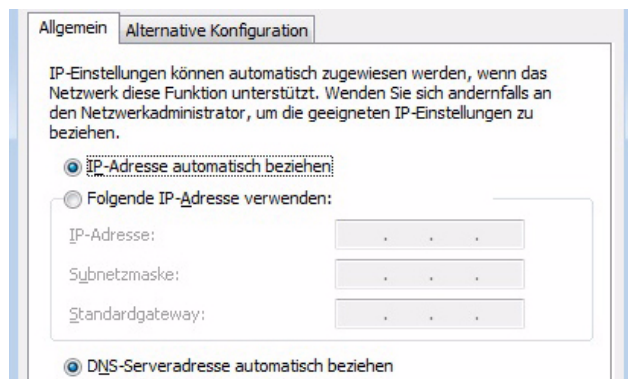 Allgemein
Alternative Konfiguration
IP-Einstellungen können automatisch zugewiesen werden, wenn das
Netzwerk diese Funktion unterstützt. Wenden Sie sich andernfalls an
den Netzwerkadministrator, um die geeigneten IP-Einstellungen zu
beziehen.
IP-Adresse automatisch beziehen
Folgende IP-Adresse verwenden:
IP-Adresse: . . .
Subnetzmaske: . . .
Standardgateway: . . .
DNS-Serveradresse automatisch beziehen